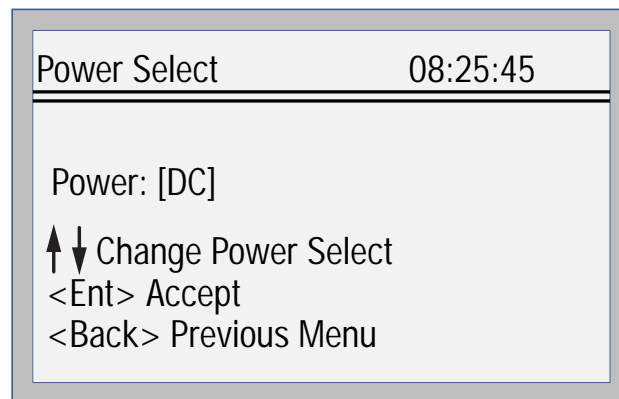 Power Select 08:25:45
Power: [DC]
↑↓ Change Power Select
<Ent> Accept
<Back> Previous Menu